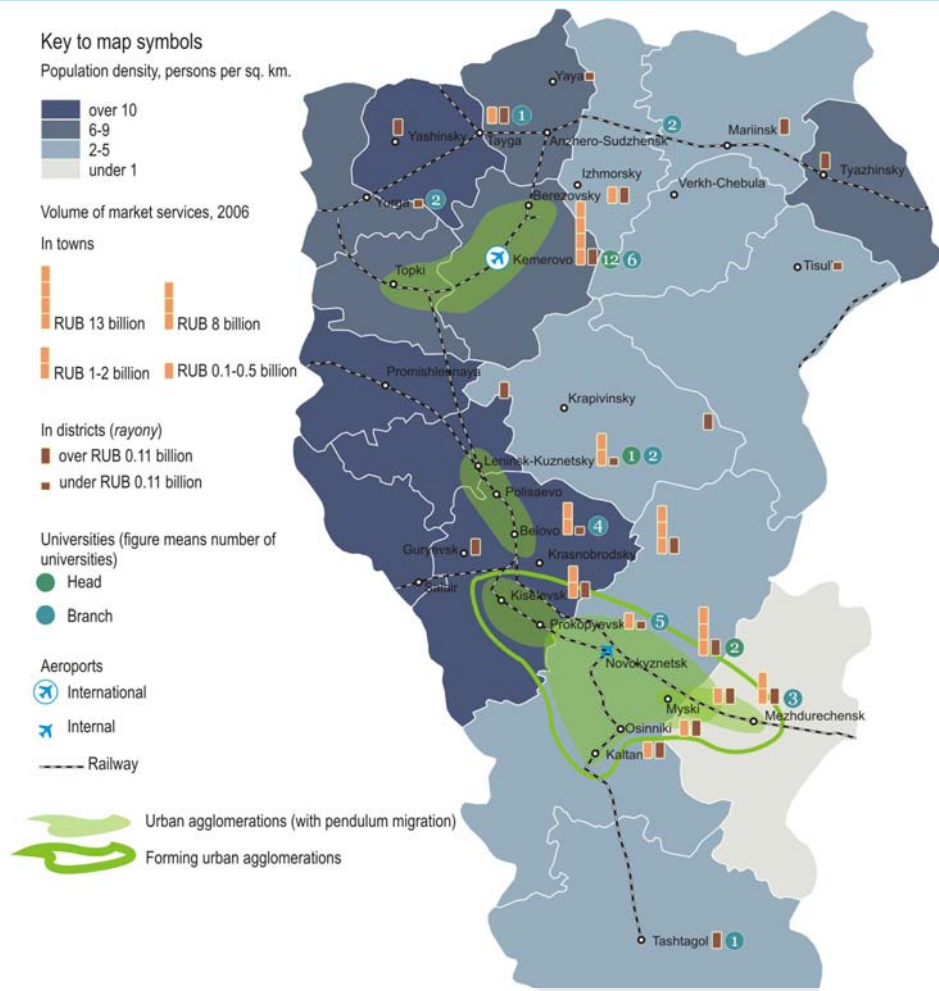 Key to map symbols
Population density, persons per sq. km.
over 10
6-9
2-5
under 1
Volume of market services, 2006
In towns
RUB 13 billion
RUB 8 billion
RUB 1-2 billion
RUB 0.1-0.5 billion
In districts (rayony)
over RUB 0.11 billion
under RUB 0.11 billion
Universities (figure means number of
universities)
Head
Branch
Aeroports
International
Internal
Railway
Urban agglomerations (with pendulum migration)
Forming urban agglomerations
Yaya
1
Yashinsky
Tayga
Anzhero-Sudzhensk
2
Mariinsk
Tyazhinsky
Izhmorsky
Verkh-Chebula
Yurga
2
Berezovsky
Kemerovo
12
6
Topki
Tisul'
Promishlennaya
Krapivinsky
Leninsk-Kuznetsky
1
2
Polisaevo
Belovo
4
Guryevsk
Krasnobrodsky
Salair
Kiselevsk
Prokopyevsk
5
2
Novokyznetsk
Myski
3
Mezhdurechensk
Osinniki
Kaltan
Tashtagol
1